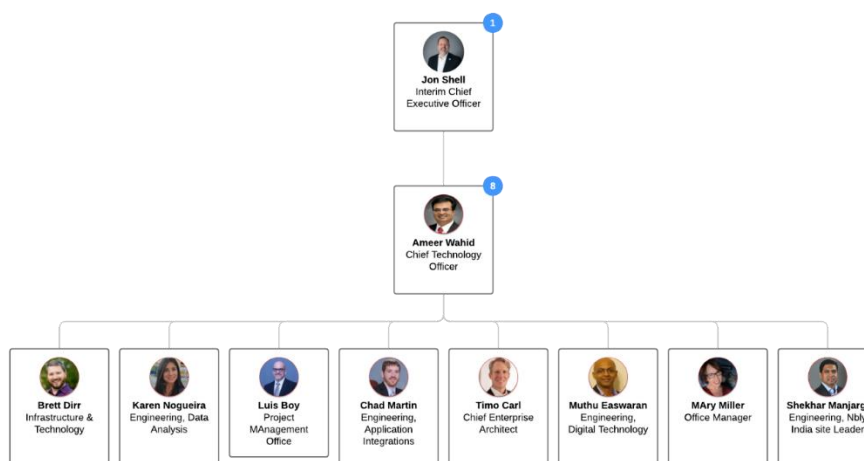 1
Jon Shell
Interim Chief
Executive Officer
8
Ameer Wahid
Chief Technology
Officer
Brett Dirr
Infrastructure &
Technology
Karen Nogueira
Engineering, Data
Analysis
Luis Boy
Project
MAnagement
Office
Chad Martin
Engineering,
Application
Integrations
Timo Carl
Chief Enterprise
Architect
Muthu Easwaran
Engineering,
Digital Technology
MAry Miller
Office Manager
Shekhar Manjarg
Engineering, Nbly
India site Leader